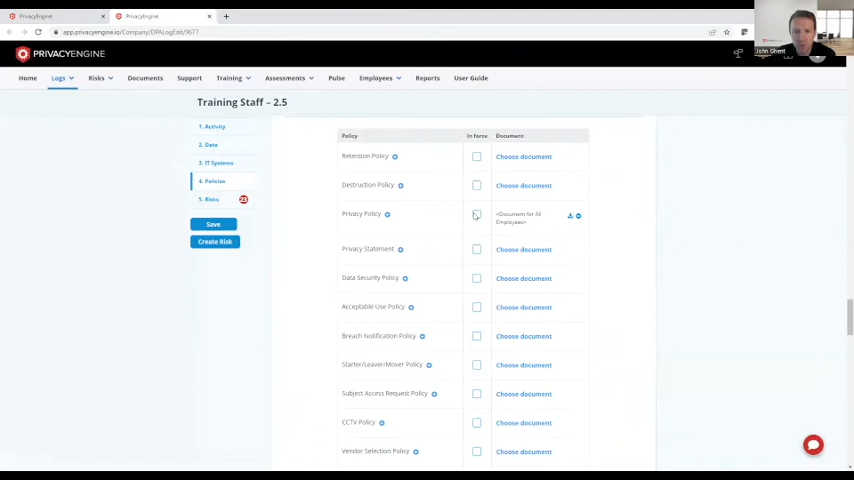 PrivacyEngine
PrivacyEngine
app.privacyengine.io/Company/DPALogEdit/9677
John Ghent
PRIVACYENGINE
Home
Logs
Risks
Documents
Support
Training
Assessments
Pulse
Employees
Reports
User Guide
Training Staff – 2.5
1. Activity
2. Data
3. IT Systems
4. Policies
5. Risks
23
Save
Create Risk
Policy
In force
Document
Retention Policy
Choose document
Destruction Policy
Choose document
Privacy Policy
<Document for All
Employees>
Privacy Statement
Choose document
Data Security Policy
Choose document
Acceptable Use Policy
Choose document
Breach Notification Policy
Choose document
Starter/Leaver/Mover Policy
Choose document
Subject Access Request Policy
Choose document
CCTV Policy
Choose document
Vendor Selection Policy
Choose document